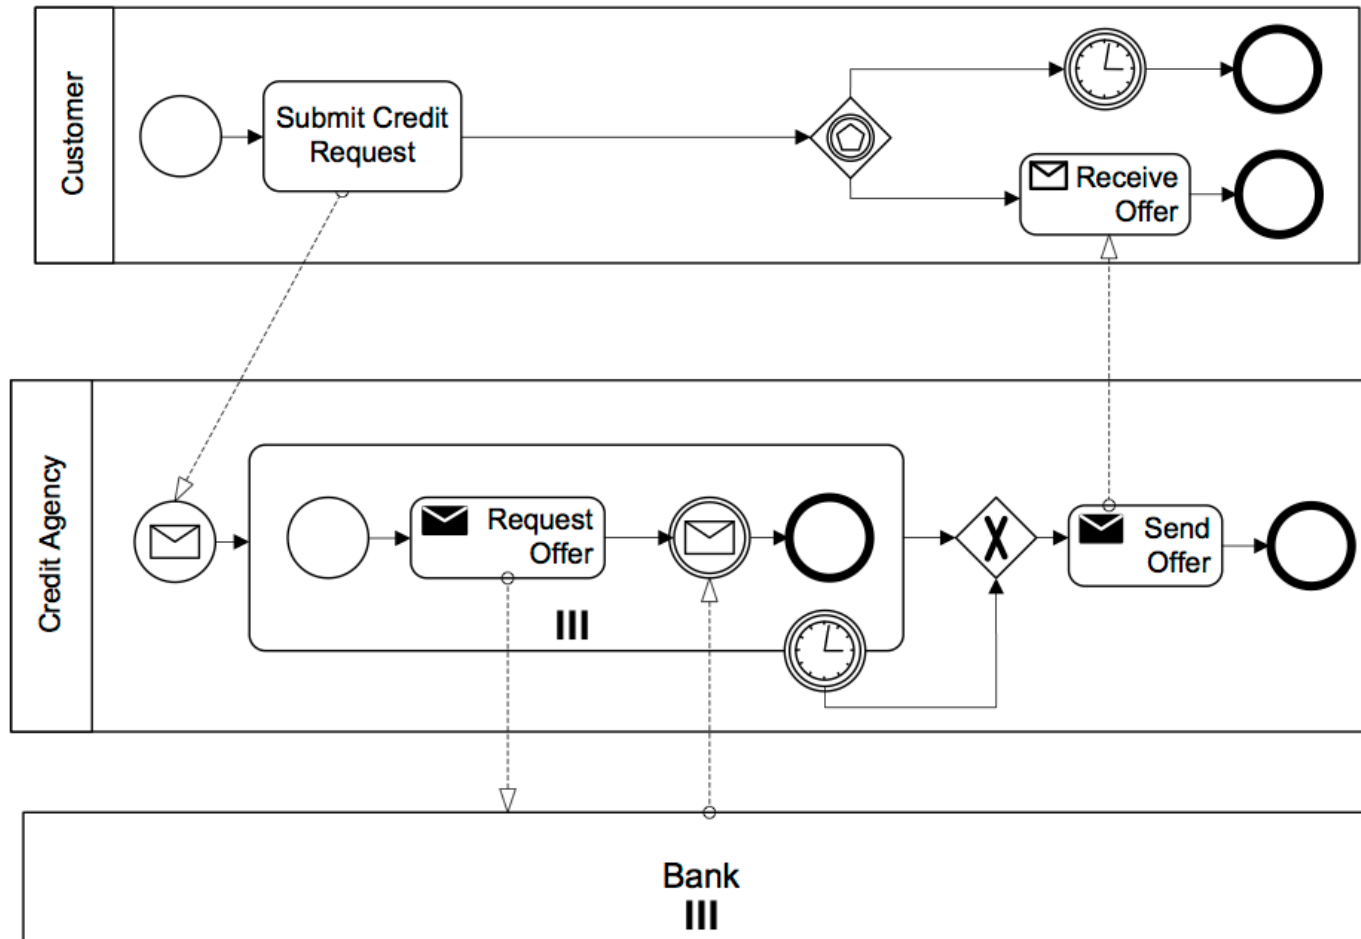 Customer
Submit Credit
Request
Receive
Offer
Credit Agency
Request
Offer
Send
Offer
Bank